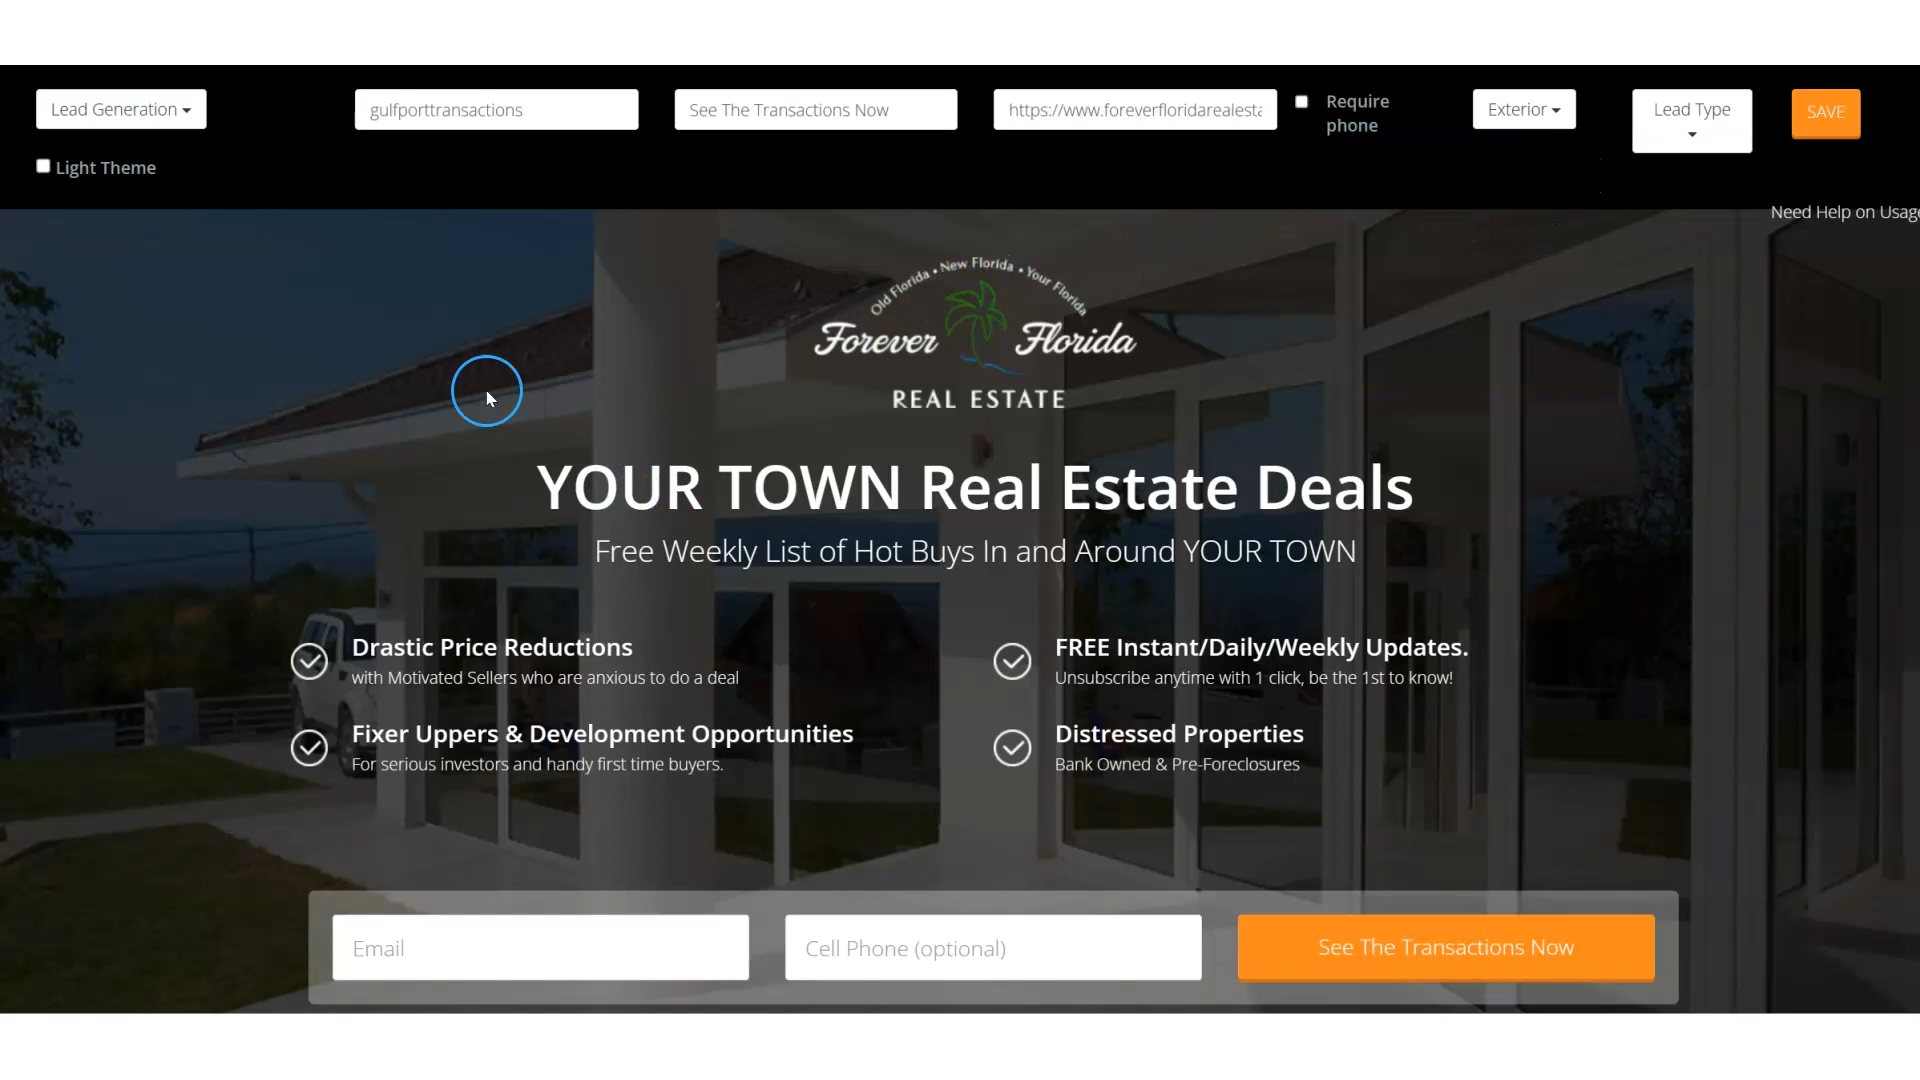 Lead Generation
gulfporttransactions
See The Transactions Now
https://www.foreverfloridarealesta
Require
phone
Exterior
Lead Type
SAVE
Light Theme
Need Help on Usage
Old Florida • New Florida • Your Florida
Forever Florida
REAL ESTATE
YOUR TOWN Real Estate Deals
Free Weekly List of Hot Buys In and Around YOUR TOWN
Drastic Price Reductions
with Motivated Sellers who are anxious to do a deal
FREE Instant/Daily/Weekly Updates.
Unsubscribe anytime with 1 click, be the 1st to know!
Fixer Uppers & Development Opportunities
For serious investors and handy first time buyers.
Distressed Properties
Bank Owned & Pre-Foreclosures
Email
Cell Phone (optional)
See The Transactions Now